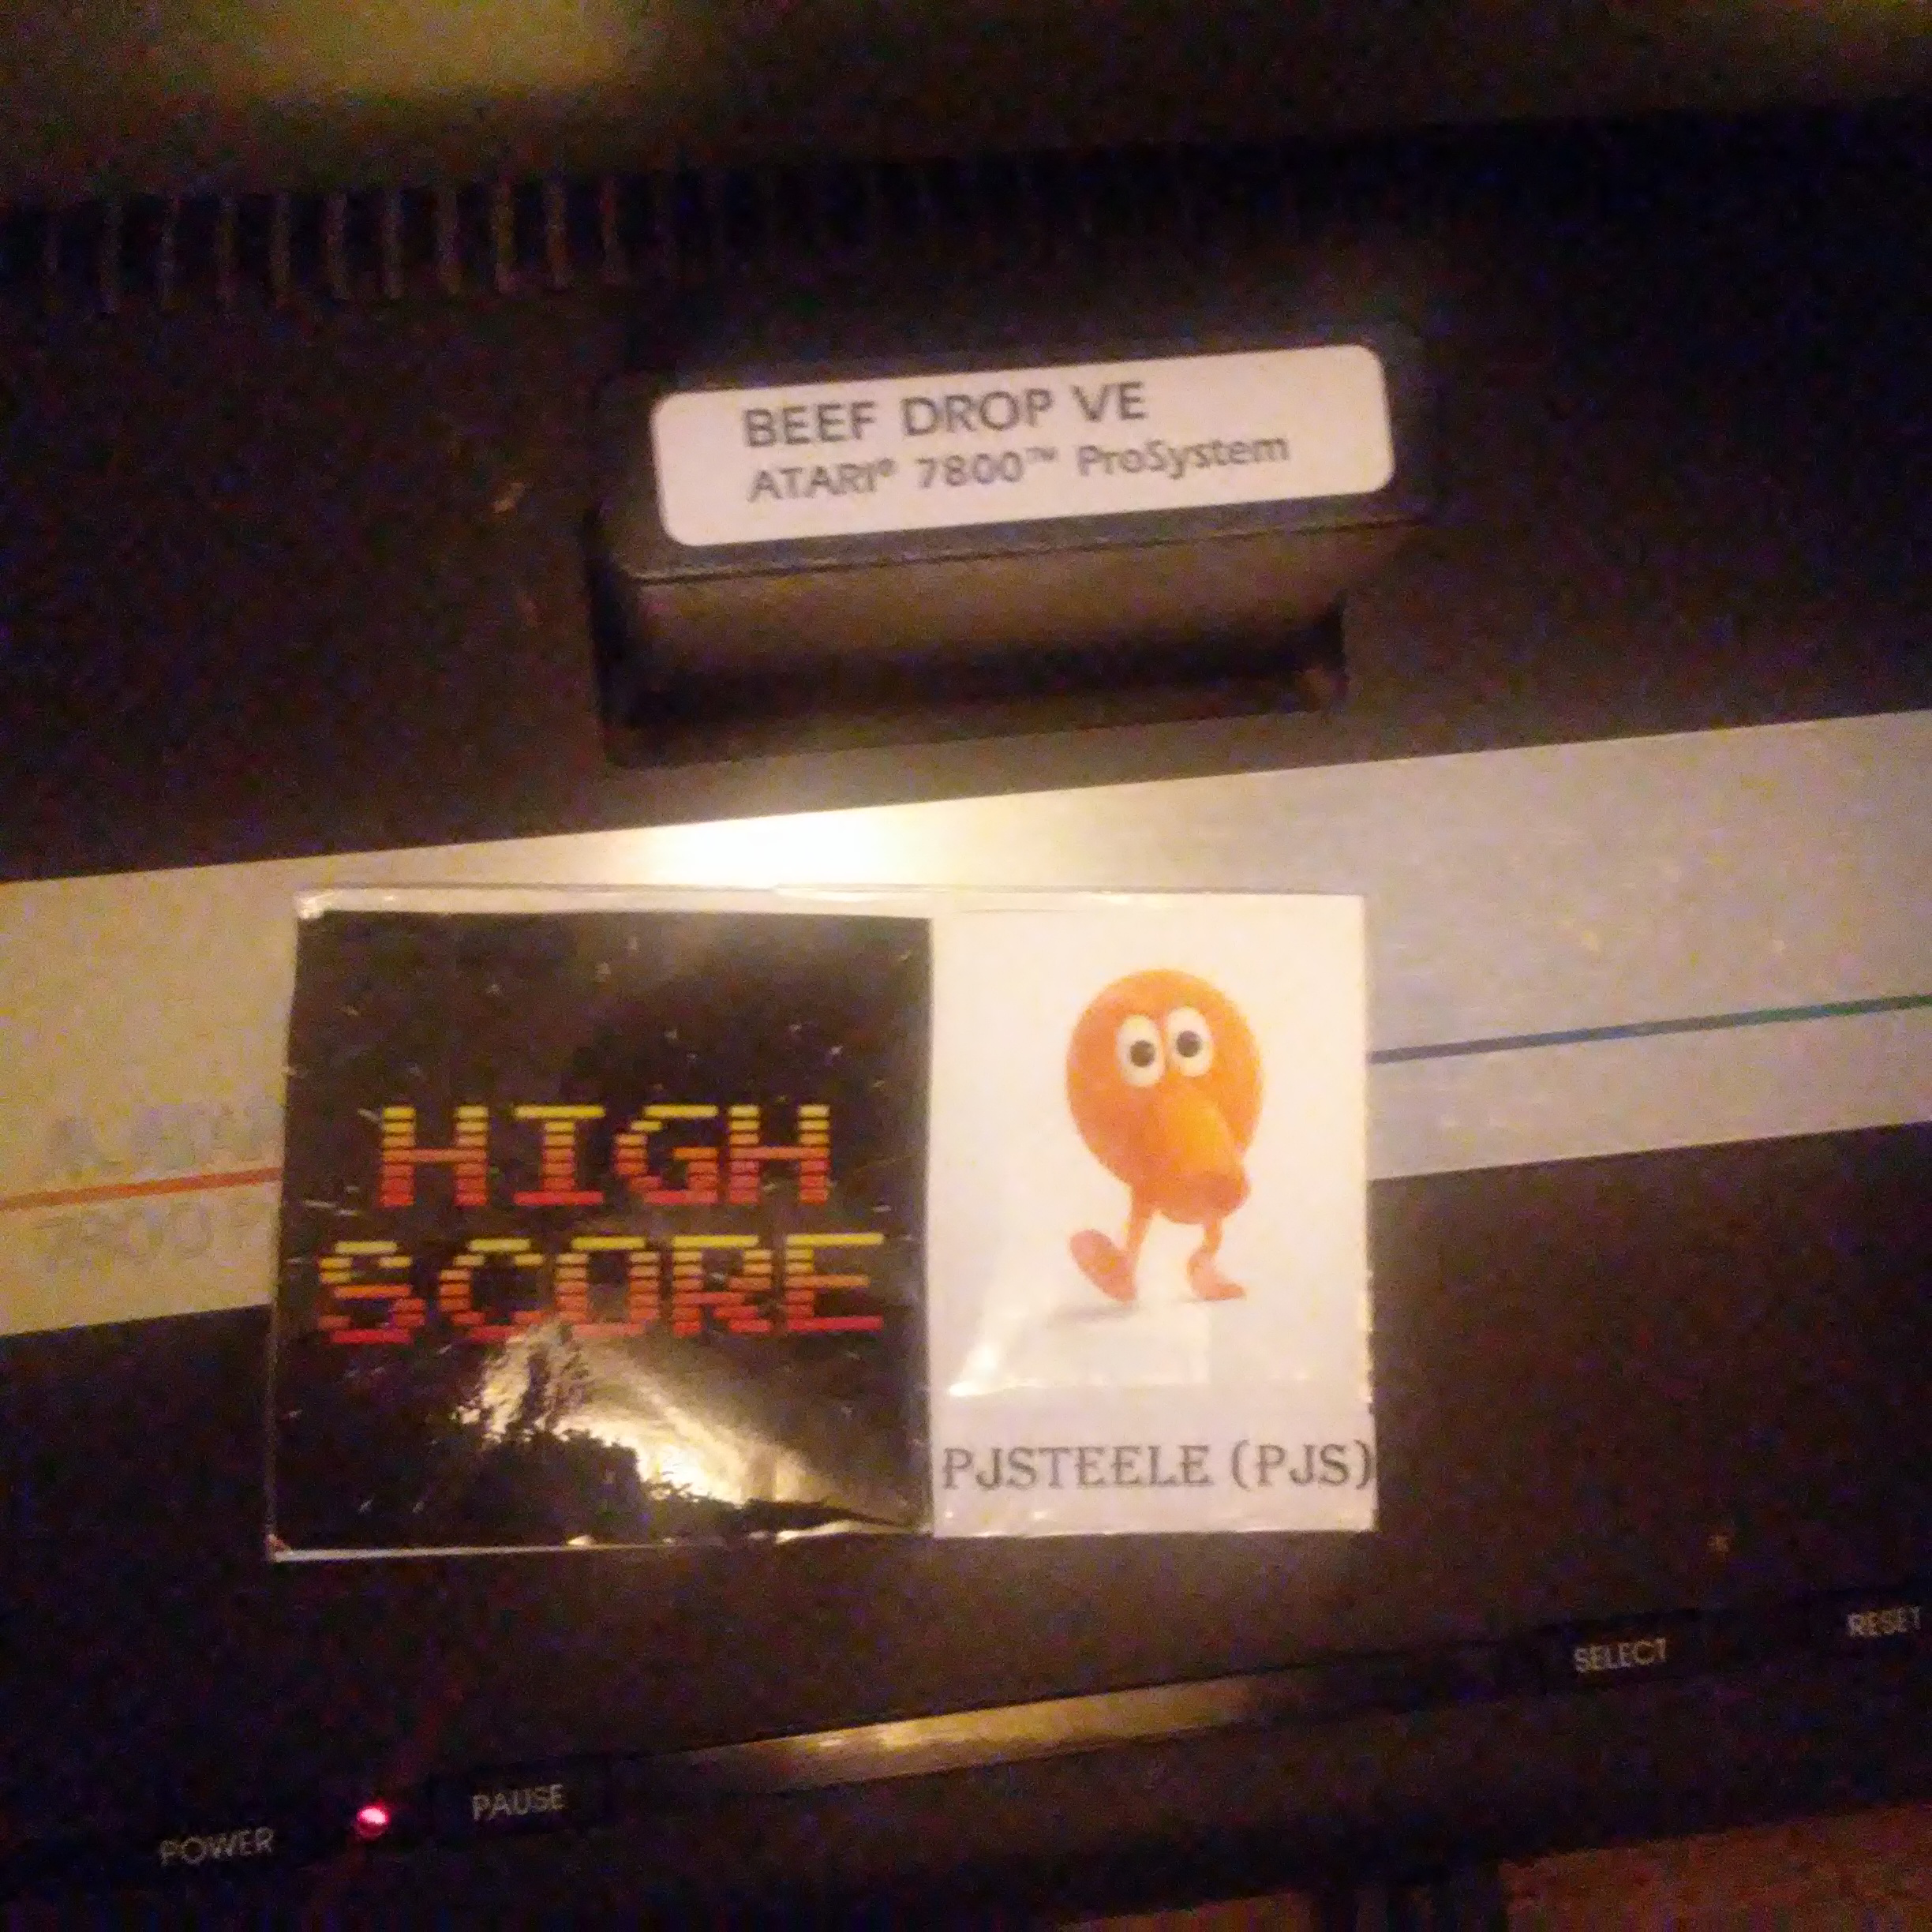 BEEF DROP VE
ATARI® 7800™ ProSystem
HIGH
SCORE
PJSTEELE (PJS)
RESET
SELECT
PAUSE
POWER